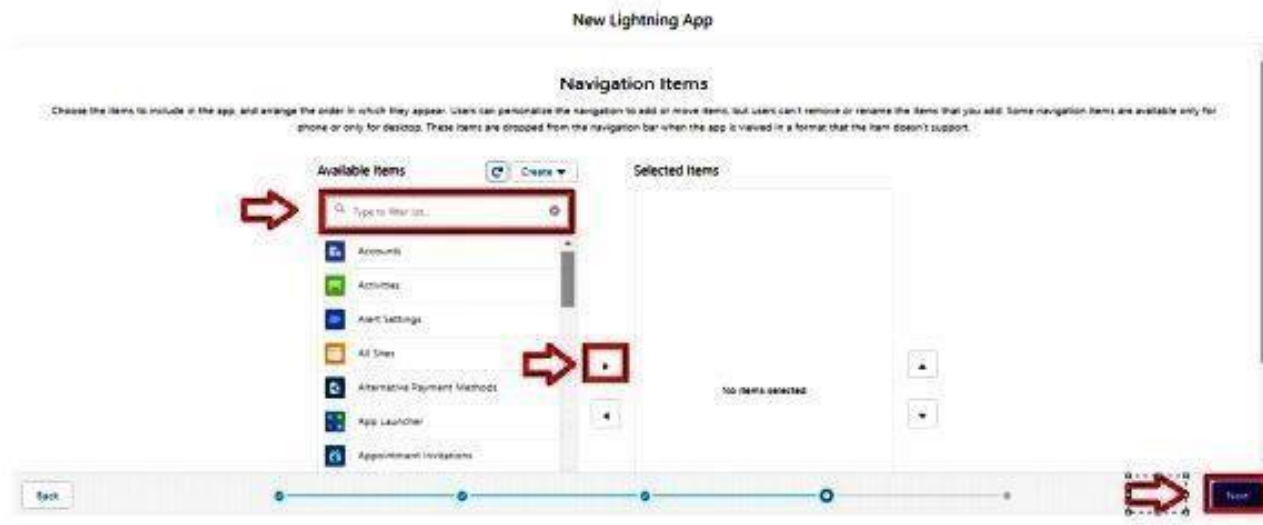 New Lightning App
Navigation Items
Choose the items to include in the app, and arrange the order in which they appear. Users can personalize the navigation to add or move items, but users can't remove or rename the items that you add. Some navigation items are available only for
phone or only for desktop. These items are dropped from the navigation bar when the app is viewed in a format that the item doesn't support.
Available Items
Create
Selected Items
Type to filter list...
Accounts
Activities
Alert Settings
All Sites
Alternative Payment Methods
No items selected
App Launcher
Appointment Invitations
Back
Next